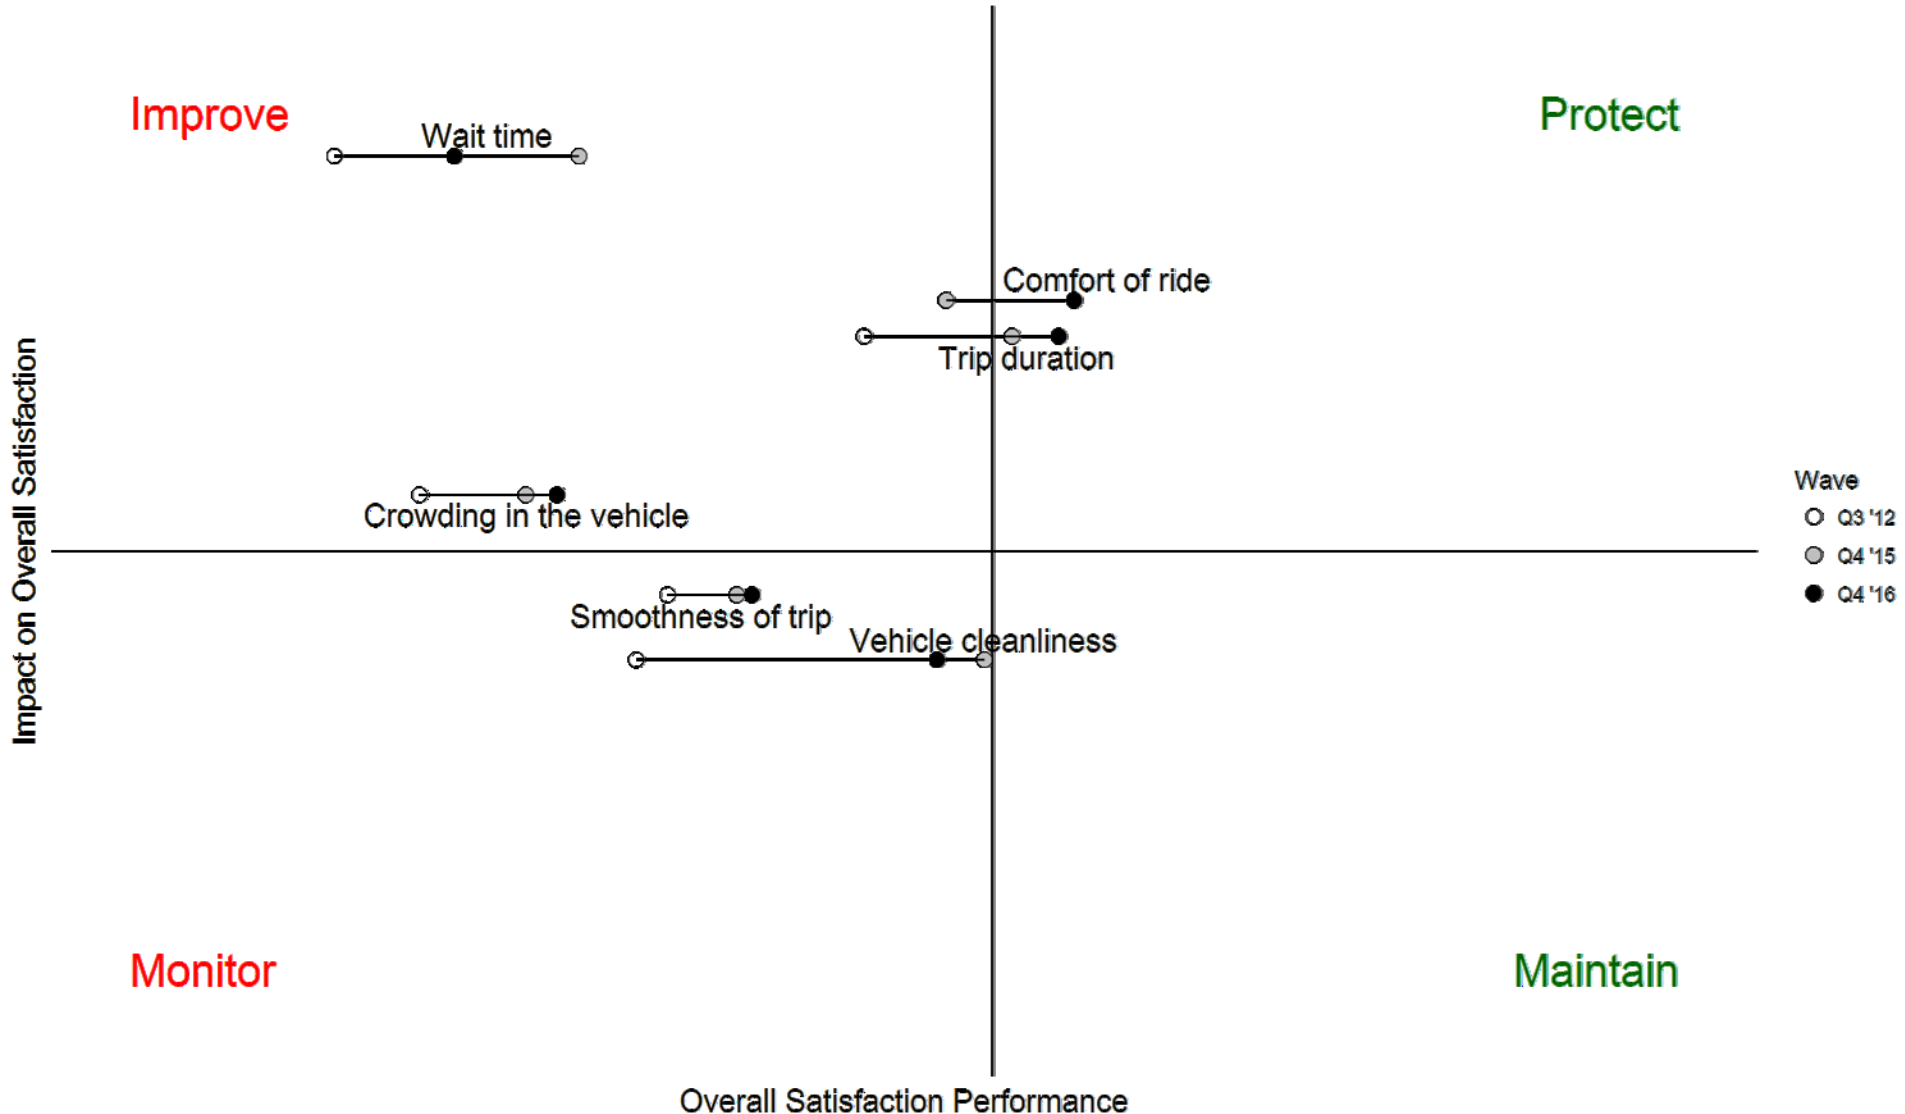 Improve
Protect
Wait time
Comfort of ride
Trip duration
Crowding in the vehicle
Smoothness of trip
Vehicle cleanliness
Monitor
Maintain
Impact on Overall Satisfaction
Overall Satisfaction Performance
Wave
Q3 '12
Q4 '15
Q4 '16